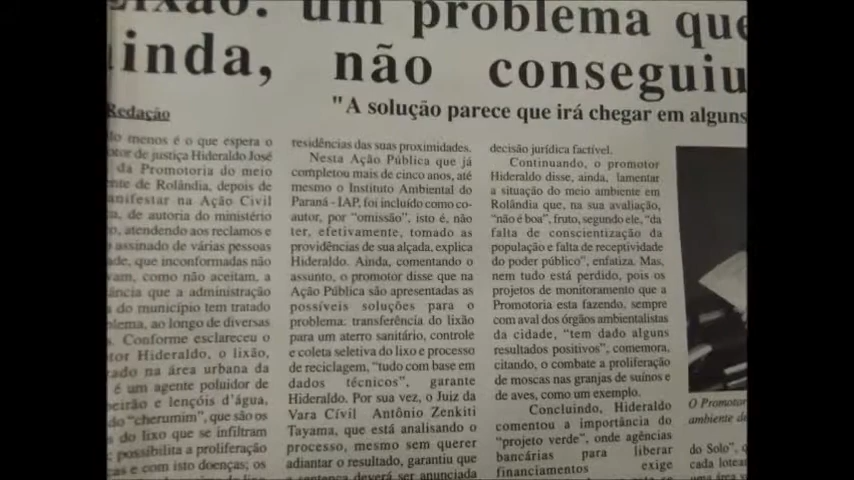 Lixão: um problema que
ainda, não conseguiu
"A solução parece que irá chegar em alguns
Redação
residências das suas proximidades.
Nesta Ação Pública que já
completou mais de cinco anos, até
mesmo o Instituto Ambiental do
Paraná - IAP, foi incluído como co-
autor, por "omissão", isto é, não
ter, efetivamente, tomado as
providências de sua alçada, explica
Hideraldo. Ainda, comentando o
assunto, o promotor disse que na
Ação Pública são apresentadas as
possíveis soluções para o
problema: transferência do lixão
para um aterro sanitário, controle
e coleta seletiva do lixo e processo
de reciclagem, "tudo com base em
dados técnicos", garante
Hideraldo. Por sua vez, o Juiz da
Vara Cível Antônio Zenkiti
Tayama, que está analisando o
processo, mesmo sem querer
adiantar o resultado, garantiu que
a sentença deverá ser anunciada
decisão jurídica factível.
Continuando, o promotor
Hideraldo disse, ainda, lamentar
a situação do meio ambiente em
Rolândia que, na sua avaliação,
"não é boa", fruto, segundo ele, "da
falta de conscientização da
população e falta de receptividade
do poder público", enfatiza. Mas,
nem tudo está perdido, pois os
projetos de monitoramento que a
Promotoria esta fazendo, sempre
com aval dos órgãos ambientalistas
da cidade, "tem dado alguns
resultados positivos", comemora,
citando, o combate a proliferação
de moscas nas granjas de suínos e
de aves, como um exemplo.
Concluindo, Hideraldo
comentou a importância do
"projeto verde", onde agências
bancárias para liberar
financiamentos exige
menos é o que espera o
de justiça Hideraldo José
da Promotoria do meio
de Rolândia, depois de
na Ação Civil
de autoria do ministério
atendendo aos reclames e
assinado de várias pessoas
que inconformadas não
como não aceitam, a
que a administração
do município tem tratado
ao longo de diversas
Conforme esclareceu o
Hideraldo, o lixão,
na área urbana da
é um agente poluidor de
e lençóis d'água,
"cherumim", que são os
do lixo que se infiltram
possibilita a proliferação
e com isto doenças; os
O Promotor
ambiente de
do Solo",
cada
uma área